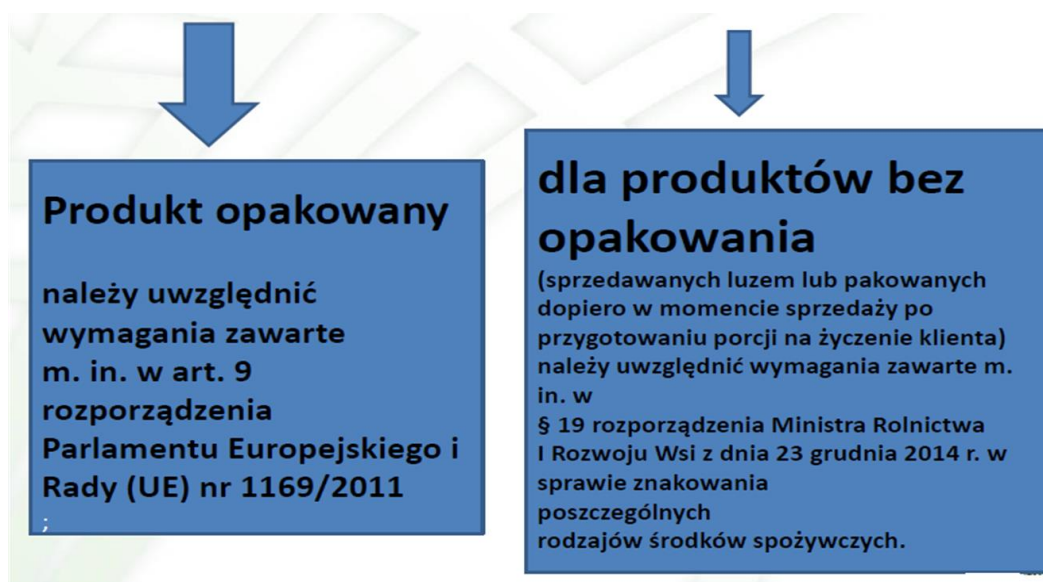 Produkt opakowany
należy uwzględnić
wymagania zawarte
m. in. w art. 9
rozporządzenia
Parlamentu Europejskiego i
Rady (UE) nr 1169/2011
;
dla produktów bez
opakowania
(sprzedawanych luzem lub pakowanych
dopiero w momencie sprzedaży po
przygotowaniu porcji na życzenie klienta)
należy uwzględnić wymagania zawarte m.
in. w
§ 19 rozporządzenia Ministra Rolnictwa
I Rozwoju Wsi z dnia 23 grudnia 2014 r. w
sprawie znakowania
poszczególnych
rodzajów środków spożywczych.